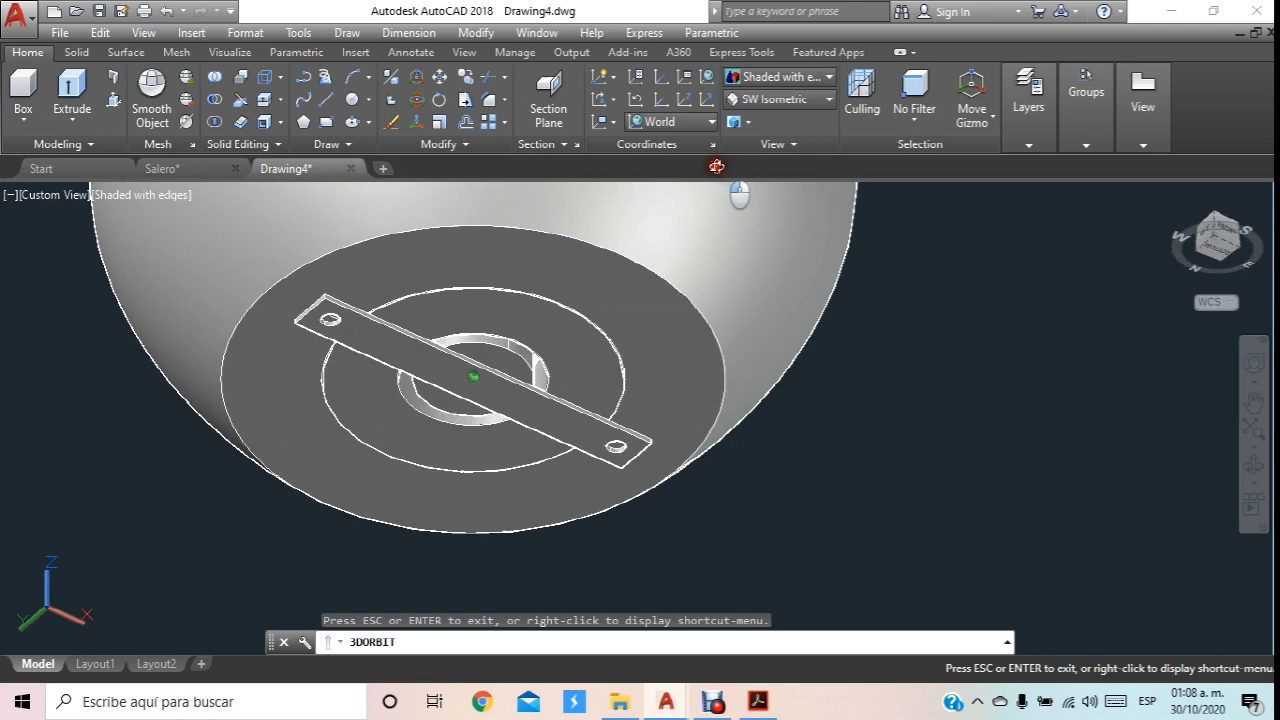 Autodesk AutoCAD 2018 Drawing4.dwg
Type a keyword or phrase
Sign In
File Edit View Insert Format Tools Draw Dimension Modify Window Help Express Parametric
Home Solid Surface Mesh Visualize Parametric Insert Annotate View Manage Output Add-ins A360 Express Tools Featured Apps
Box Extrude Smooth Object Section Plane Culling No Filter Move Gizmo Layers Groups View
Shaded with e...
SW Isometric
World
Modeling Mesh Solid Editing Draw Modify Section Coordinates View Selection
Start Salero* Drawing4*
[−][Custom View][Shaded with edges]
W S
N E
WCS
Z
X
Y
Press ESC or ENTER to exit, or right-click to display shortcut-menu.
3DORBIT
Model Layout1 Layout2
Press ESC or ENTER to exit, or right-click to display shortcut-menu
Escribe aquí para buscar
ESP
01:08 a. m.
30/10/2020
7